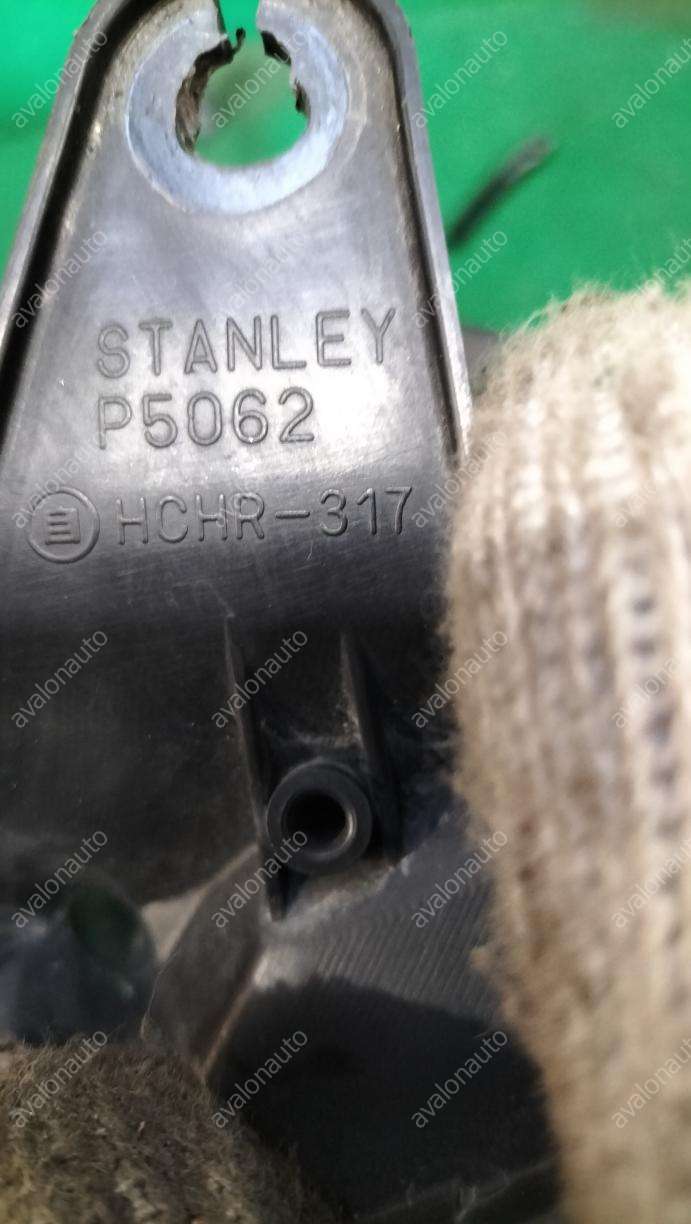 STANLEY
P5062
HCHR-317
avalonauto